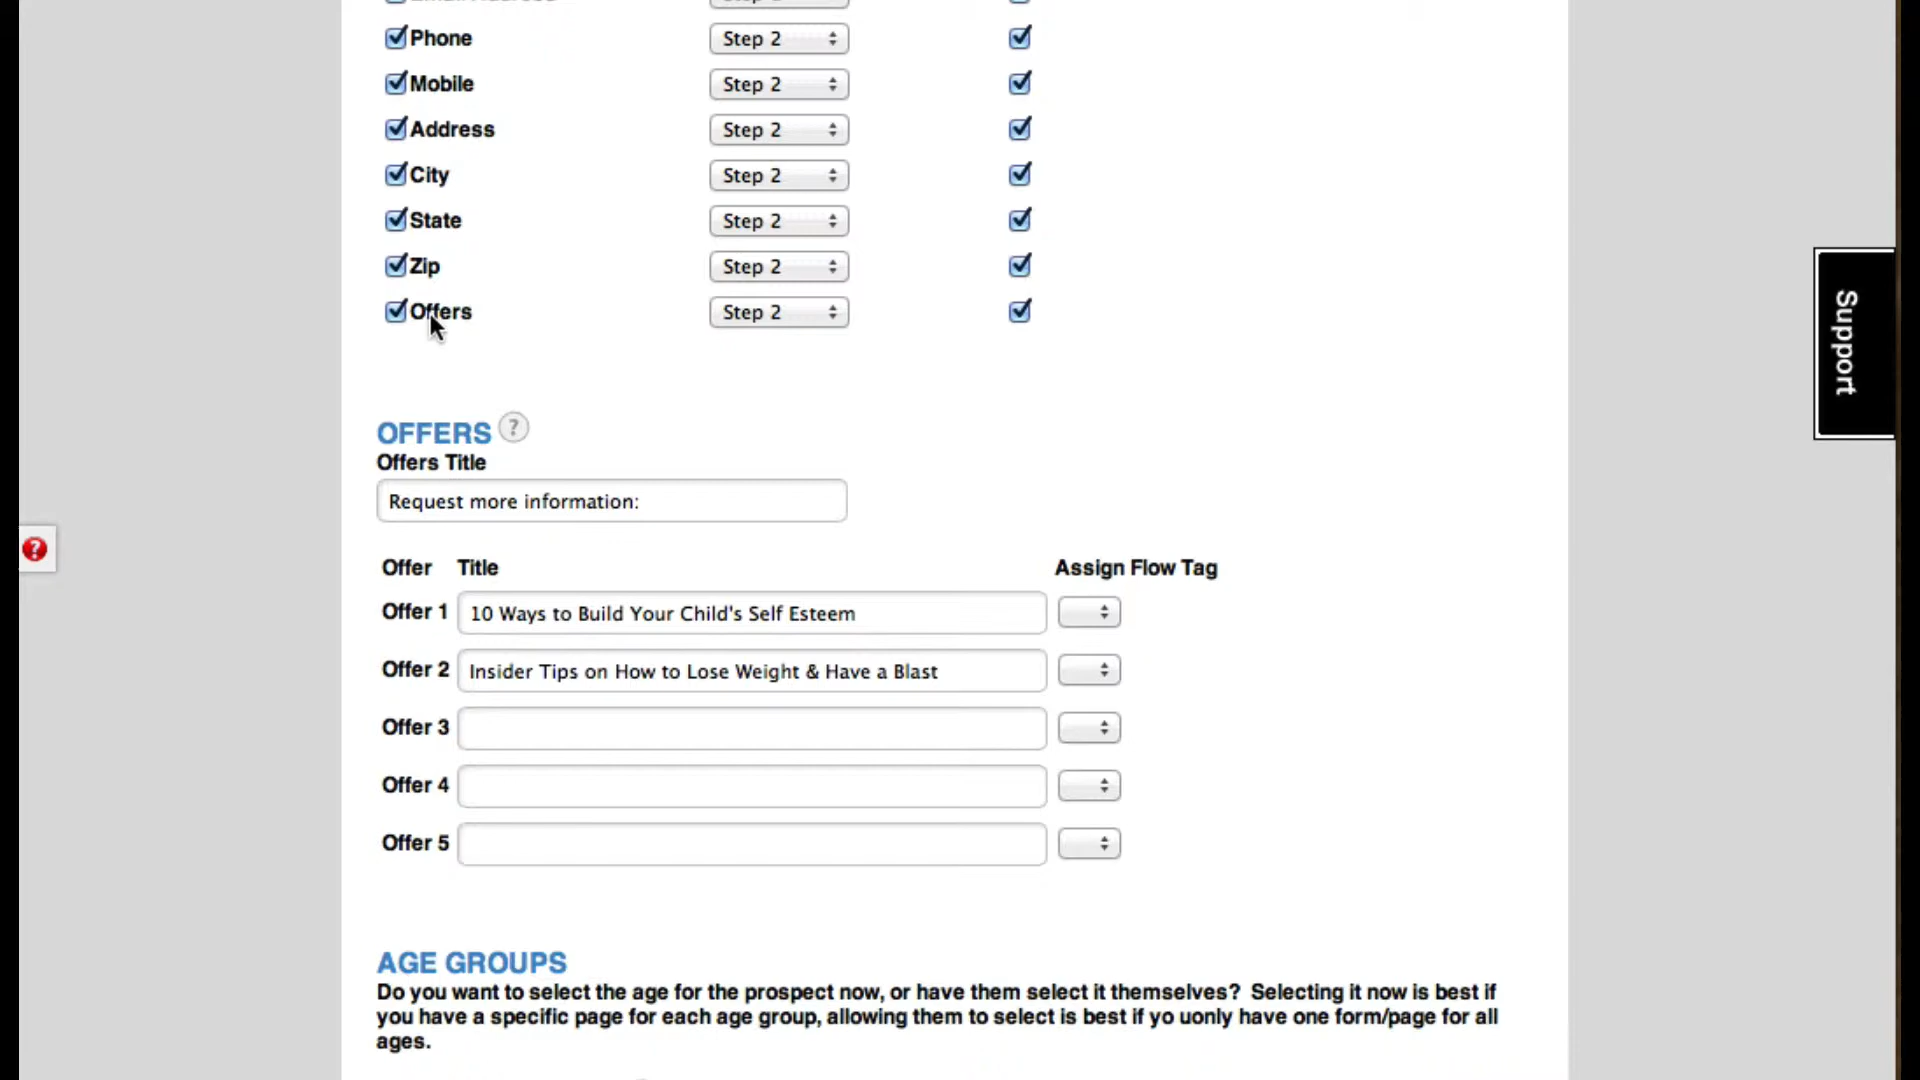 Email Address
Phone Step 2
Mobile Step 2
Address Step 2
City Step 2
State Step 2
Zip Step 2
Offers Step 2
Support
OFFERS ?
Offers Title
Request more information:
?
Offer Title Assign Flow Tag
Offer 1 10 Ways to Build Your Child's Self Esteem
Offer 2 Insider Tips on How to Lose Weight & Have a Blast
Offer 3
Offer 4
Offer 5
AGE GROUPS
Do you want to select the age for the prospect now, or have them select it themselves? Selecting it now is best if
you have a specific page for each age group, allowing them to select is best if yo uonly have one form/page for all
ages.